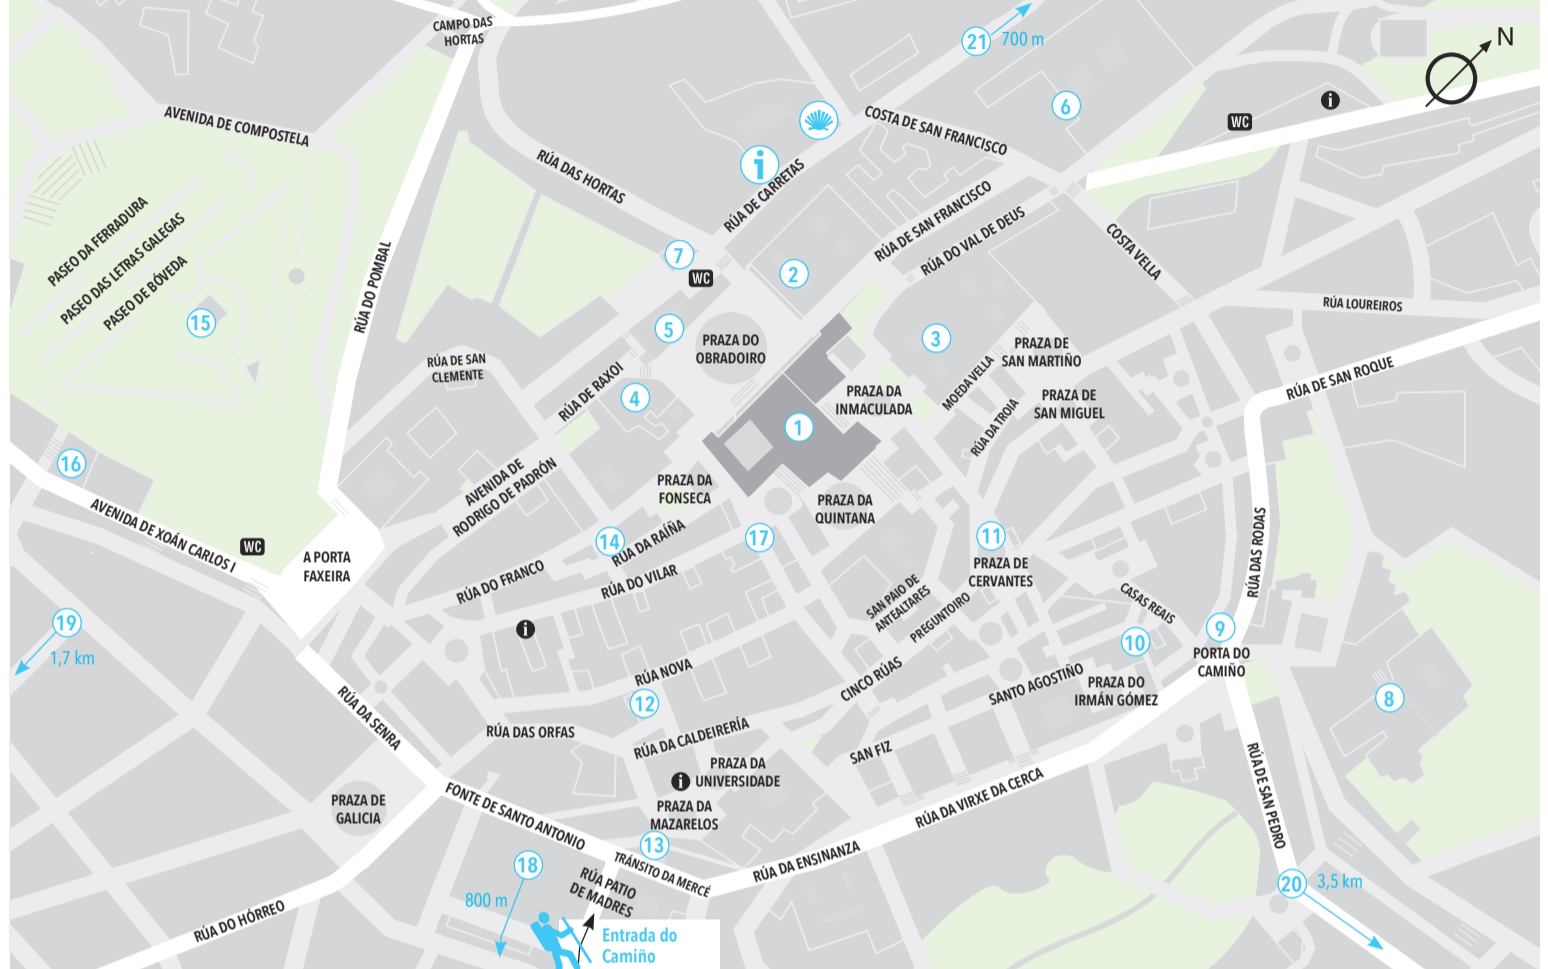 CAMPO DAS
HORTAS
21
700 m
N
6
WC
i
AVENIDA DE COMPOSTELA
COSTA DE SAN FRANCISCO
i
RÚA DAS HORTAS
RÚA DE CARRETAS
RÚA DE SAN FRANCISCO
RÚA DO VAL DE DEUS
COSTA VELLA
PASEO DA FERRADURA
PASEO DAS LETRAS GALEGAS
PASEO DE BÓVEDA
RÚA DO POMBAL
7
WC
2
15
5
PRAZA DO
OBRADOIRO
3
PRAZA DE
SAN MARTIÑO
RÚA LOUREIROS
RÚA DE SAN
CLEMENTE
RÚA DE RAXOI
4
MOEDA VELLA
PRAZA DA
INMACULADA
PRAZA DE
SAN MIGUEL
RÚA DE SAN ROQUE
1
RÚA DA TROIA
16
AVENIDA DE
RODRIGO DE PADRÓN
PRAZA DA
FONSECA
PRAZA DA
QUINTANA
AVENIDA DE XOÁN CARLOS I
WC
A PORTA
FAXEIRA
14
RÚA DA RAÍÑA
17
11
PRAZA DE
CERVANTES
RÚA DAS RODAS
RÚA DO FRANCO
RÚA DO VILAR
SAN PAIO DE
ANTEALTARES
PREGUNTOIRO
CASAS REAIS
19
1,7 km
i
10
9
PORTA DO
CAMIÑO
RÚA NOVA
CINCO RÚAS
SANTO AGOSTIÑO
PRAZA DO
IRMÁN GÓMEZ
8
12
RÚA DA SENRA
RÚA DAS ORFAS
RÚA DA CALDEIRERÍA
SAN FIZ
i
PRAZA DA
UNIVERSIDADE
RÚA DE SAN PEDRO
PRAZA DE
GALICIA
FONTE DE SANTO ANTONIO
PRAZA DA
MAZARELOS
RÚA DA VIRXE DA CERCA
13
TRÁNSITO DA MERCÉ
RÚA DA ENSINANZA
18
800 m
RÚA PATIO
DE MADRES
20
3,5 km
RÚA DO HÓRREO
Entrada do
Camiño